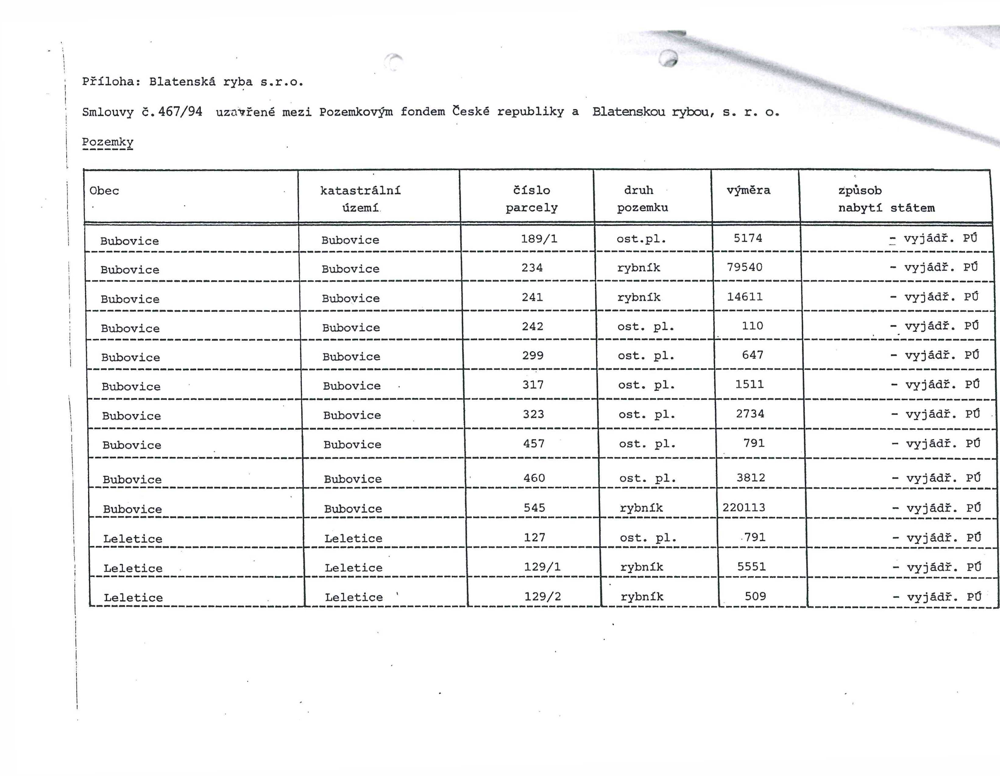 Příloha: Blatenská ryba s.r.o.
Smlouvy č.467/94 uzavřené mezi Pozemkovým fondem České republiky a Blatenskou rybou, s. r. o.
Pozemky
Obec katastrální číslo druh výměra způsob
území parcely pozemku nabytí státem
Bubovice Bubovice 189/1 ost.pl. 5174 - vyjádř. PÚ
Bubovice Bubovice 234 rybník 79540 - vyjádř. PÚ
Bubovice Bubovice 241 rybník 14611 - vyjádř. PÚ
Bubovice Bubovice 242 ost. pl. 110 - vyjádř. PÚ
Bubovice Bubovice 299 ost. pl. 647 - vyjádř. PÚ
Bubovice Bubovice 317 ost. pl. 1511 - vyjádř. PÚ
Bubovice Bubovice 323 ost. pl. 2734 - vyjádř. PÚ
Bubovice Bubovice 457 ost. pl. 791 - vyjádř. PÚ
Bubovice Bubovice 460 ost. pl. 3812 - vyjádř. PÚ
Bubovice Bubovice 545 rybník 220113 - vyjádř. PÚ
Leletice Leletice 127 ost. pl. 791 - vyjádř. PÚ
Leletice Leletice 129/1 rybník 5551 - vyjádř. PÚ
Leletice Leletice 129/2 rybník 509 - vyjádř. PÚ